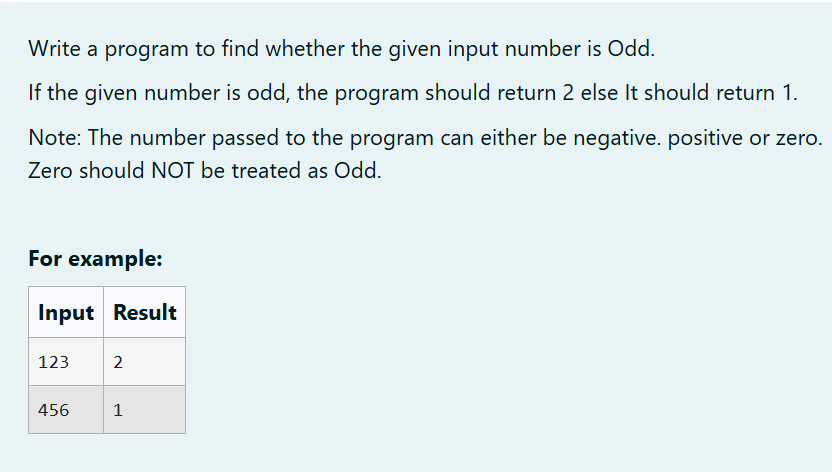 Write a program to find whether the given input number is Odd.
If the given number is odd, the program should return 2 else It should return 1.
Note: The number passed to the program can either be negative. positive or zero.
Zero should NOT be treated as Odd.
For example:
Input Result
123 2
456 1